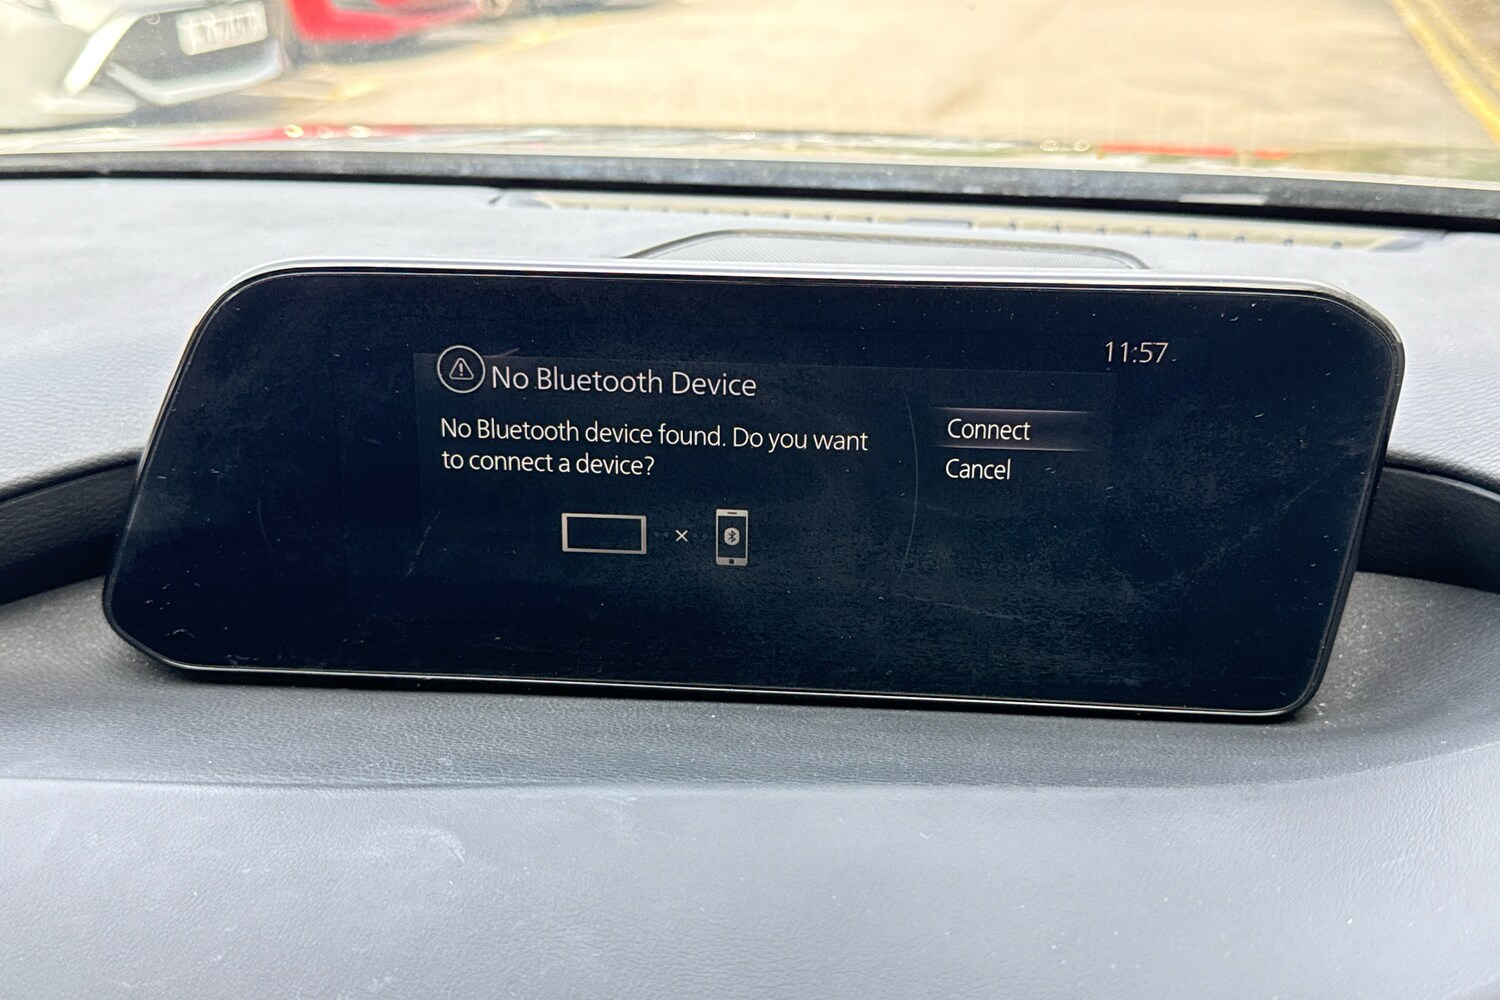 11:57
No Bluetooth Device
No Bluetooth device found. Do you want
to connect a device?
Connect
Cancel